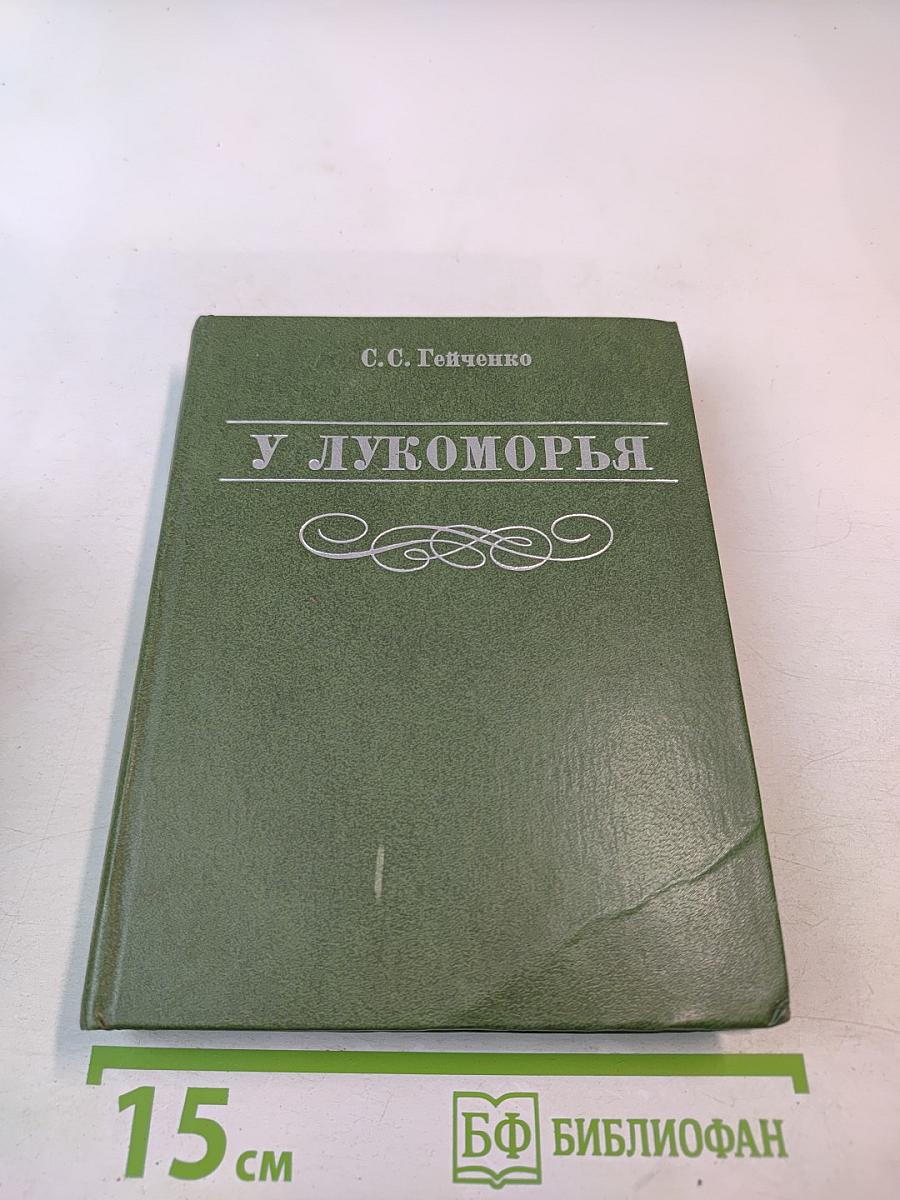 С. С. Гейченко
У ЛУКОМОРЬЯ
15 см
БФ БИБЛИОФАН